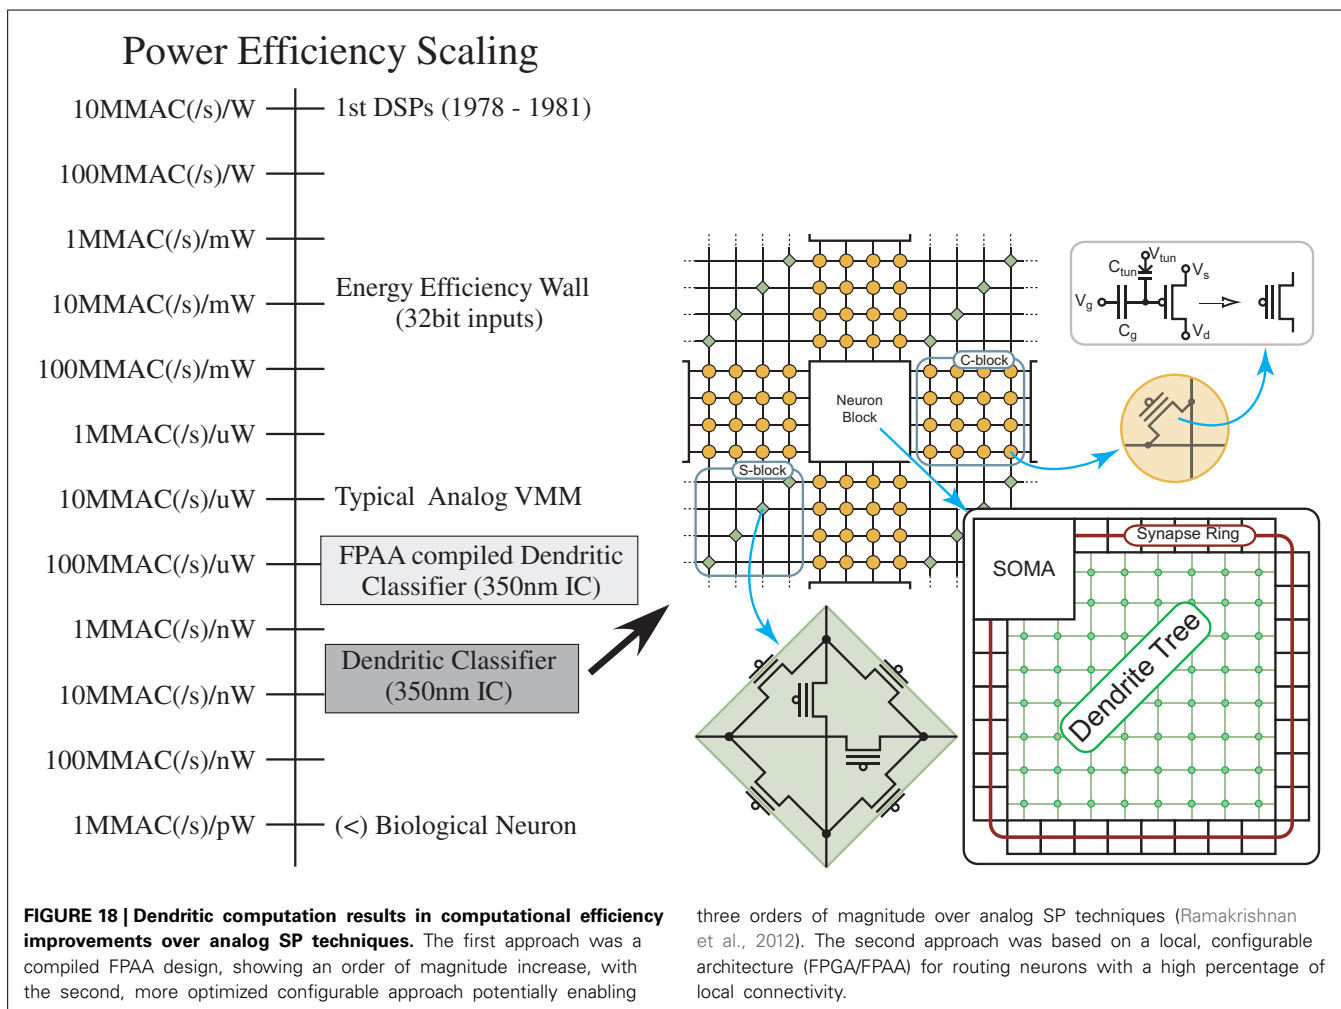 Power Efficiency Scaling
10MMAC(/s)/W
1st DSPs (1978 - 1981)
100MMAC(/s)/W
1MMAC(/s)/mW
10MMAC(/s)/mW
Energy Efficiency Wall
(32bit inputs)
100MMAC(/s)/mW
1MMAC(/s)/uW
10MMAC(/s)/uW
Typical Analog VMM
100MMAC(/s)/uW
FPAA compiled Dendritic
Classifier (350nm IC)
1MMAC(/s)/nW
Dendritic Classifier
(350nm IC)
10MMAC(/s)/nW
100MMAC(/s)/nW
1MMAC(/s)/pW
(<) Biological Neuron
C-block
Neuron
Block
S-block
Vtun
Ctun
Vs
Vg
Cg
Vd
SOMA
Synapse Ring
Dendrite Tree
FIGURE 18 | Dendritic computation results in computational efficiency
improvements over analog SP techniques. The first approach was a
compiled FPAA design, showing an order of magnitude increase, with
the second, more optimized configurable approach potentially enabling
three orders of magnitude over analog SP techniques (Ramakrishnan
et al., 2012). The second approach was based on a local, configurable
architecture (FPGA/FPAA) for routing neurons with a high percentage of
local connectivity.